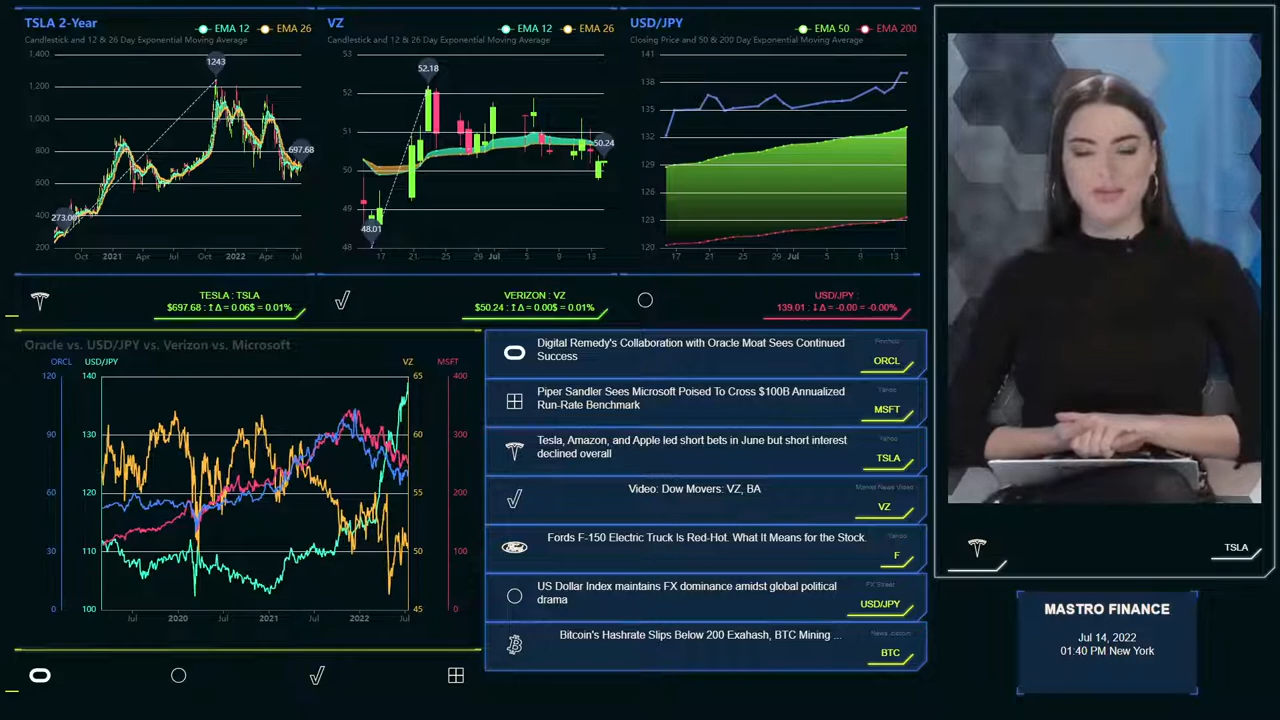 TSLA 2-Year
EMA 12
EMA 26
Candlestick and 12 & 26 Day Exponential Moving Average
1,400
1,200
1,000
800
600
400
200
1243
697.68
273.06
Oct
2021
Apr
Jul
Oct
2022
Apr
Jul
VZ
EMA 12
EMA 26
Candlestick and 12 & 26 Day Exponential Moving Average
53
52
51
50
49
48
52.18
50.24
48.01
17
21
25
29
Jul
5
9
13
USD/JPY
EMA 50
EMA 200
Closing Price and 50 & 200 Day Exponential Moving Average
141
138
135
132
129
126
123
120
17
21
25
29
Jul
5
9
13
TESLA : TSLA
$697.68 : ↥ Δ = 0.06$ = 0.01%
VERIZON : VZ
$50.24 : ↥ Δ = 0.00$ = 0.01%
USD/JPY :
139.01 : ↧ Δ = -0.00 = -0.00%
Oracle vs. USD/JPY vs. Verizon vs. Microsoft
ORCL
USD/JPY
VZ
MSFT
120
90
60
30
0
140
130
120
110
100
65
60
55
50
45
400
300
200
100
0
Jul
2020
Jul
2021
Jul
2022
Jul
Digital Remedy's Collaboration with Oracle Moat Sees Continued
Success
ORCL
Piper Sandler Sees Microsoft Poised To Cross $100B Annualized
Run-Rate Benchmark
Yahoo
MSFT
Tesla, Amazon, and Apple led short bets in June but short interest
declined overall
Yahoo
TSLA
Video: Dow Movers: VZ, BA
Market News Video
VZ
Fords F-150 Electric Truck Is Red-Hot. What It Means for the Stock.
Yahoo
F
US Dollar Index maintains FX dominance amidst global political
drama
FX Street
USD/JPY
Bitcoin's Hashrate Slips Below 200 Exahash, BTC Mining ...
BTC
TSLA
MASTRO FINANCE
Jul 14, 2022
01:40 PM New York